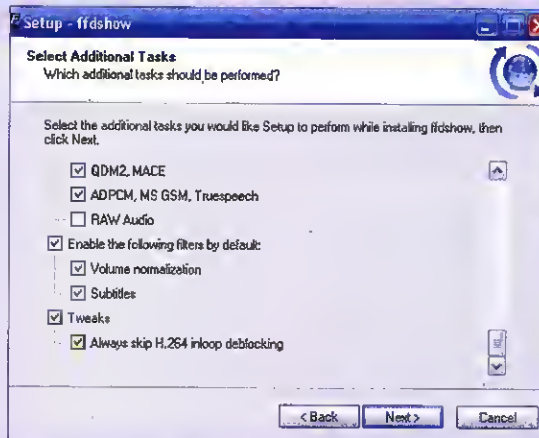 Setup - ffdshow
Select Additional Tasks
Which additional tasks should be performed?
Select the additional tasks you would like Setup to perform while installing ffdshow, then
click Next.
QDM2, MACE
ADPCM, MS GSM, Truespeech
RAW Audio
Enable the following filters by default:
Volume normalization
Subtitles
Tweaks
Always skip H.264 inloop deblocking
< Back
Next >
Cancel